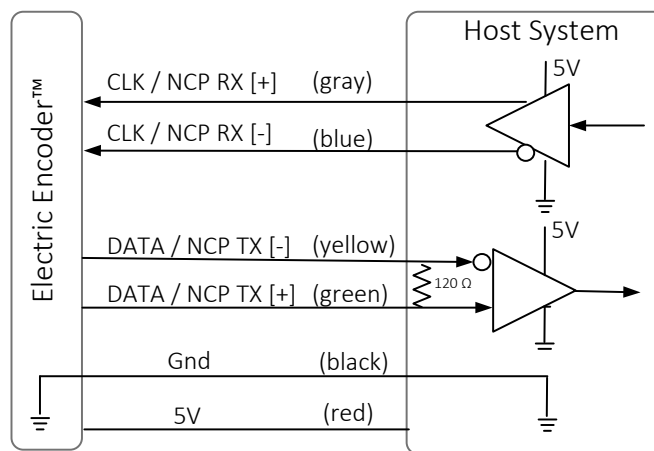 Host System
5V
CLK / NCP RX [+] (gray)
CLK / NCP RX [-] (blue)
Electric Encoder™
5V
DATA / NCP TX [-] (yellow)
120 Ω
DATA / NCP TX [+] (green)
Gnd (black)
5V (red)